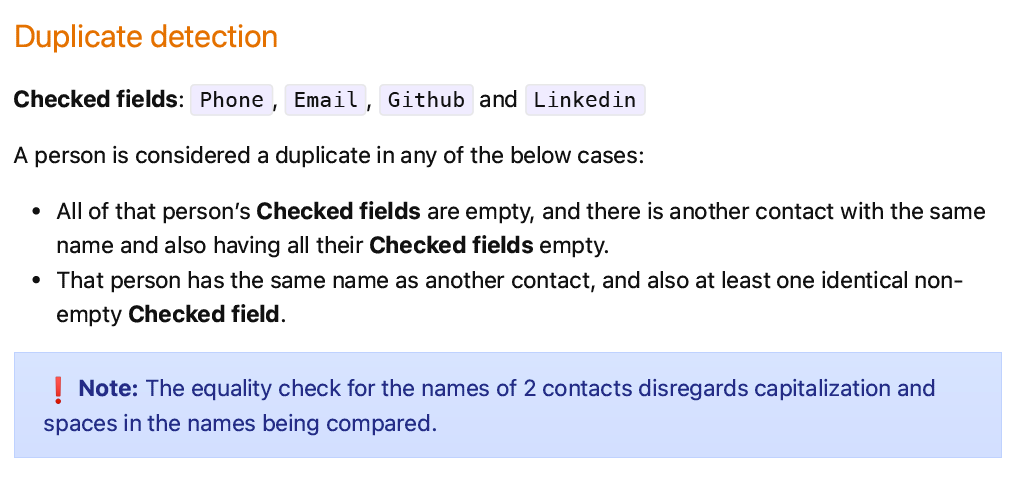 Duplicate detection
Checked fields: Phone, Email, Github and Linkedin
A person is considered a duplicate in any of the below cases:
• All of that person’s Checked fields are empty, and there is another contact with the same
name and also having all their Checked fields empty.
• That person has the same name as another contact, and also at least one identical non-
empty Checked field.
❗ Note: The equality check for the names of 2 contacts disregards capitalization and
spaces in the names being compared.